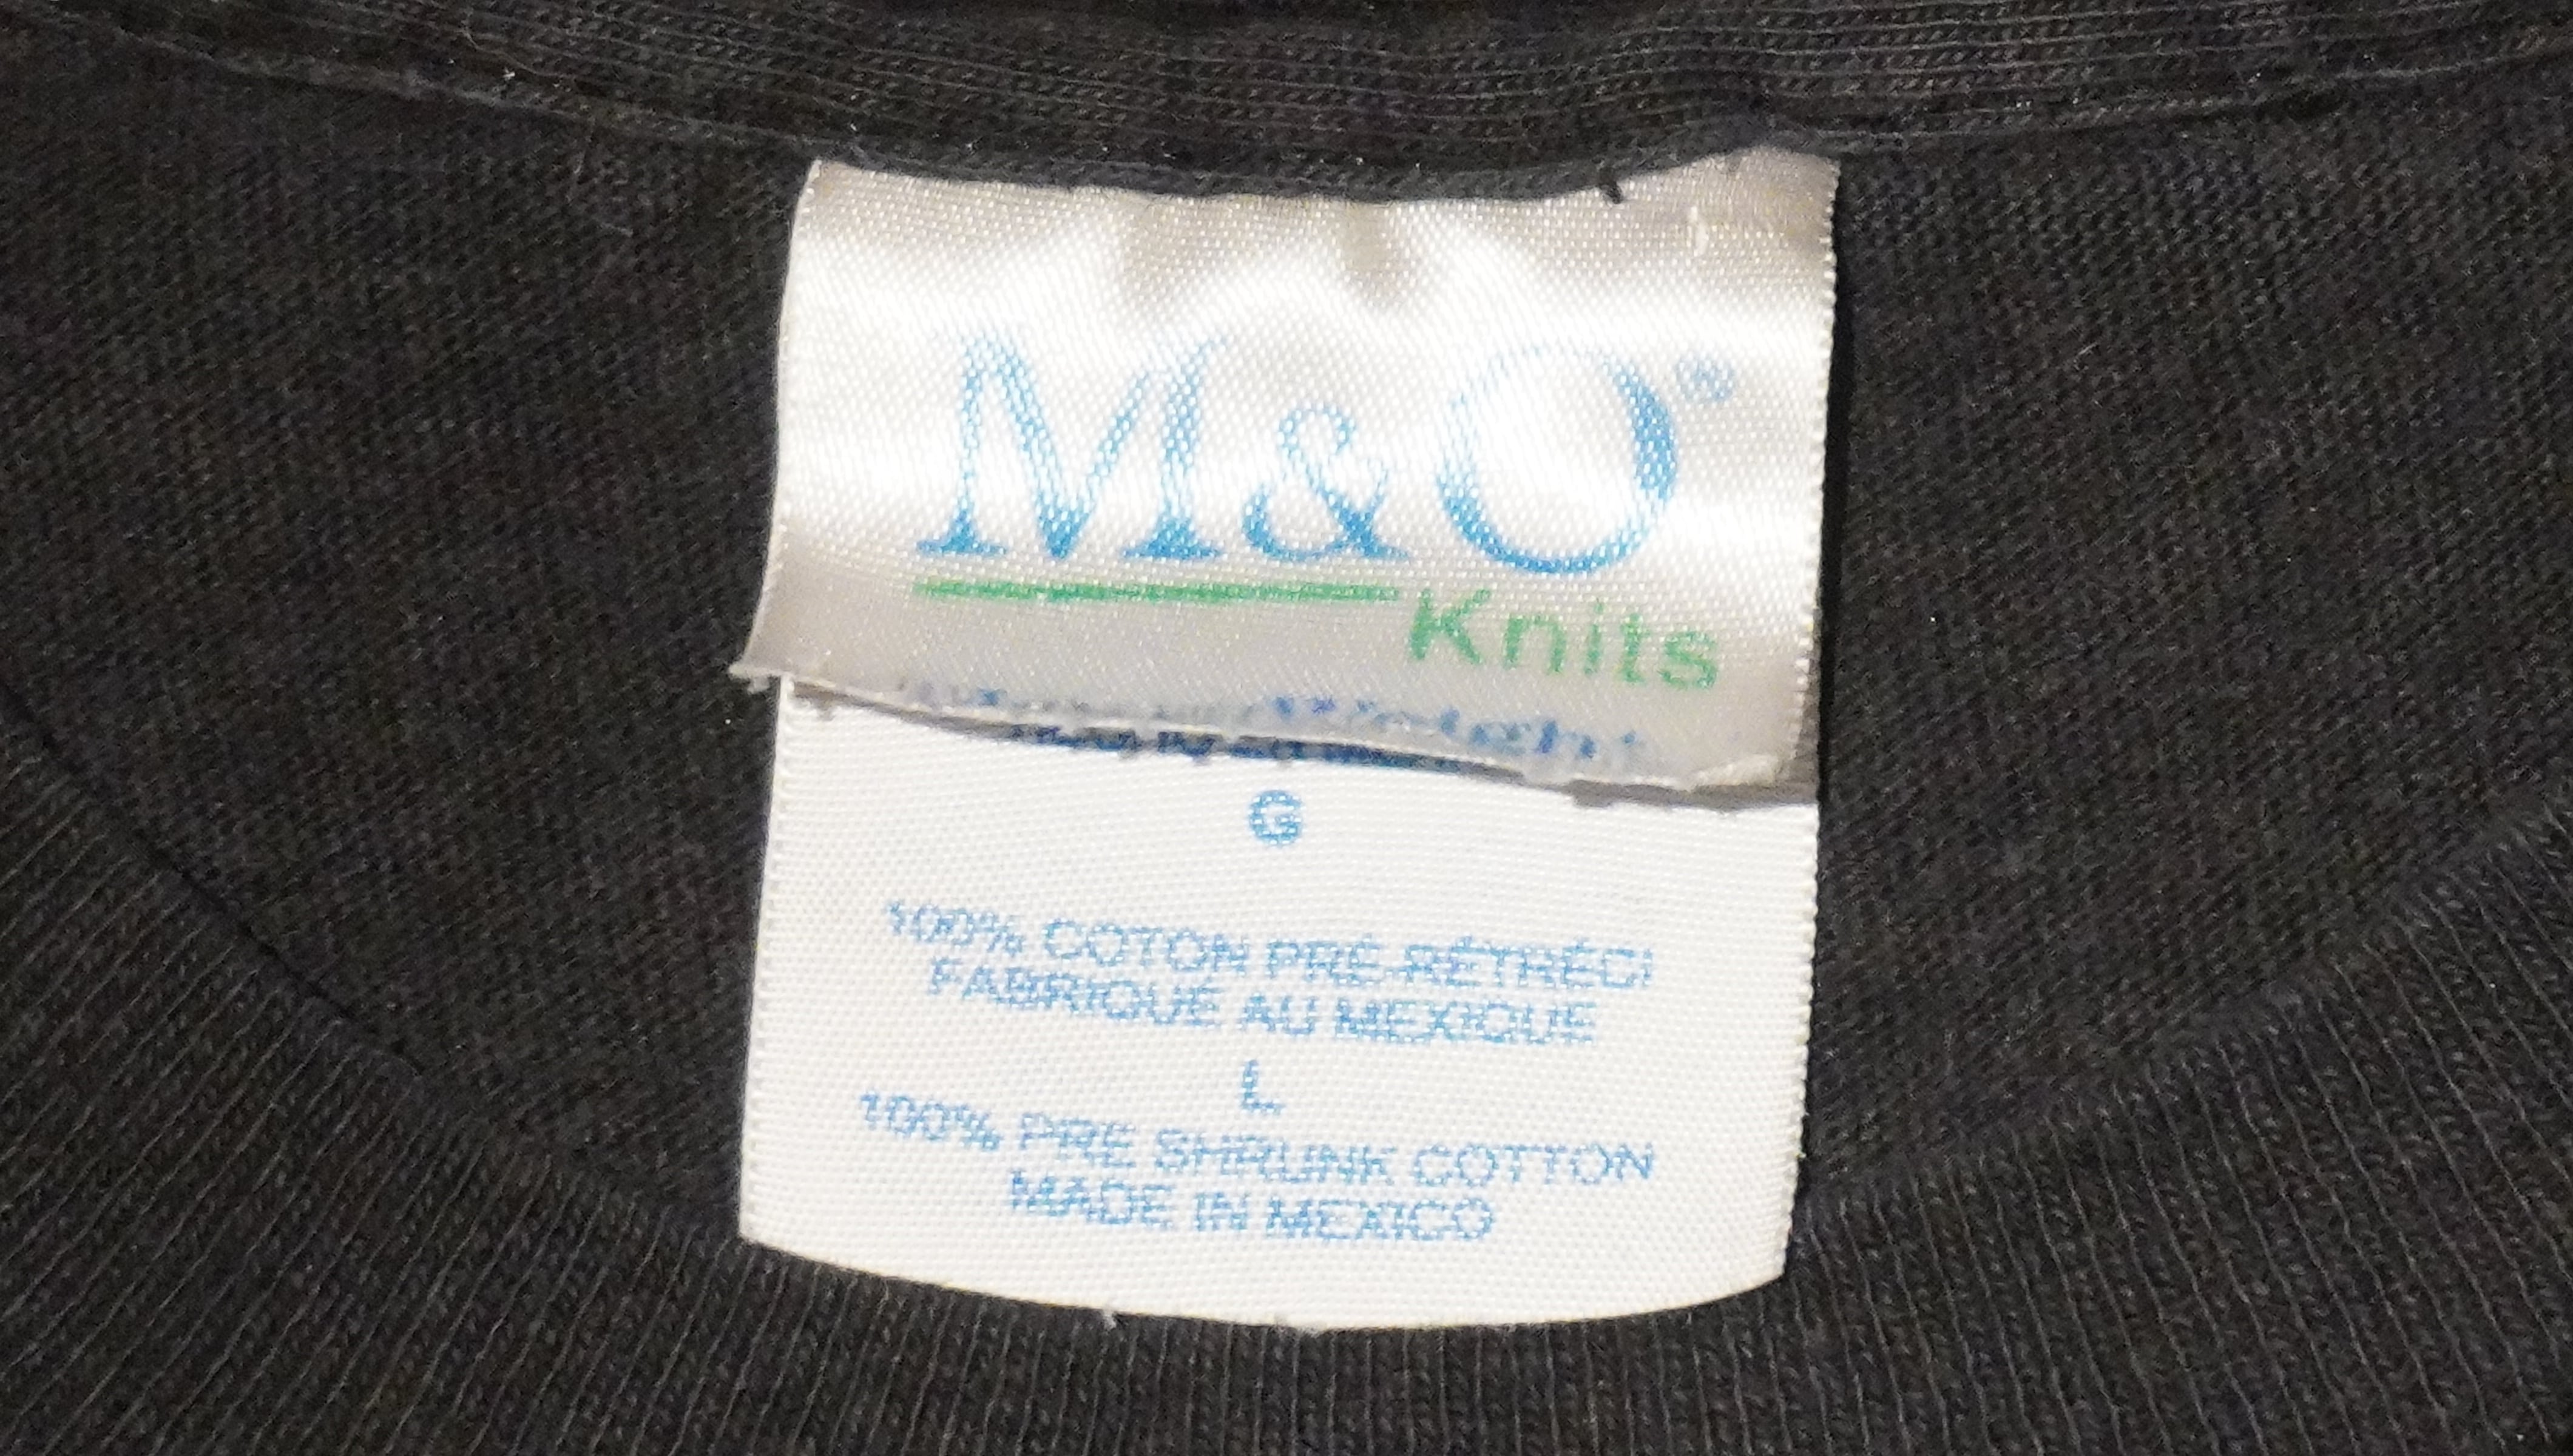 M&O®
Knits
G
100% COTON PRÉ-RÉTRÉCI
FABRIQUÉ AU MEXIQUE
L
100% PRE SHRUNK COTTON
MADE IN MEXICO